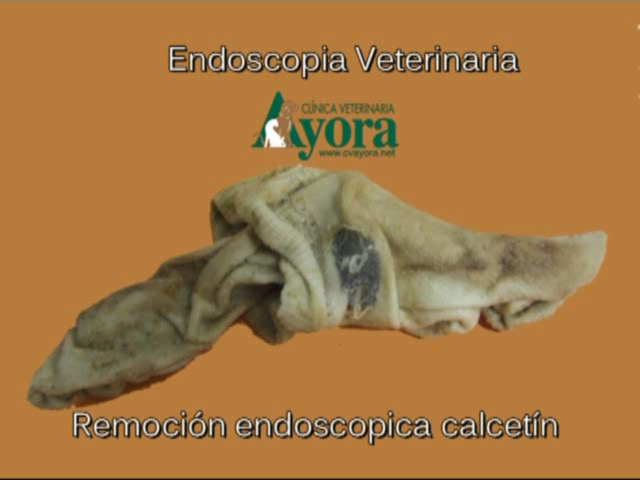 Endoscopia Veterinaria
CLÍNICA VETERINARIA
Ayora
www.cvayora.net
Remoción endoscopica calcetín